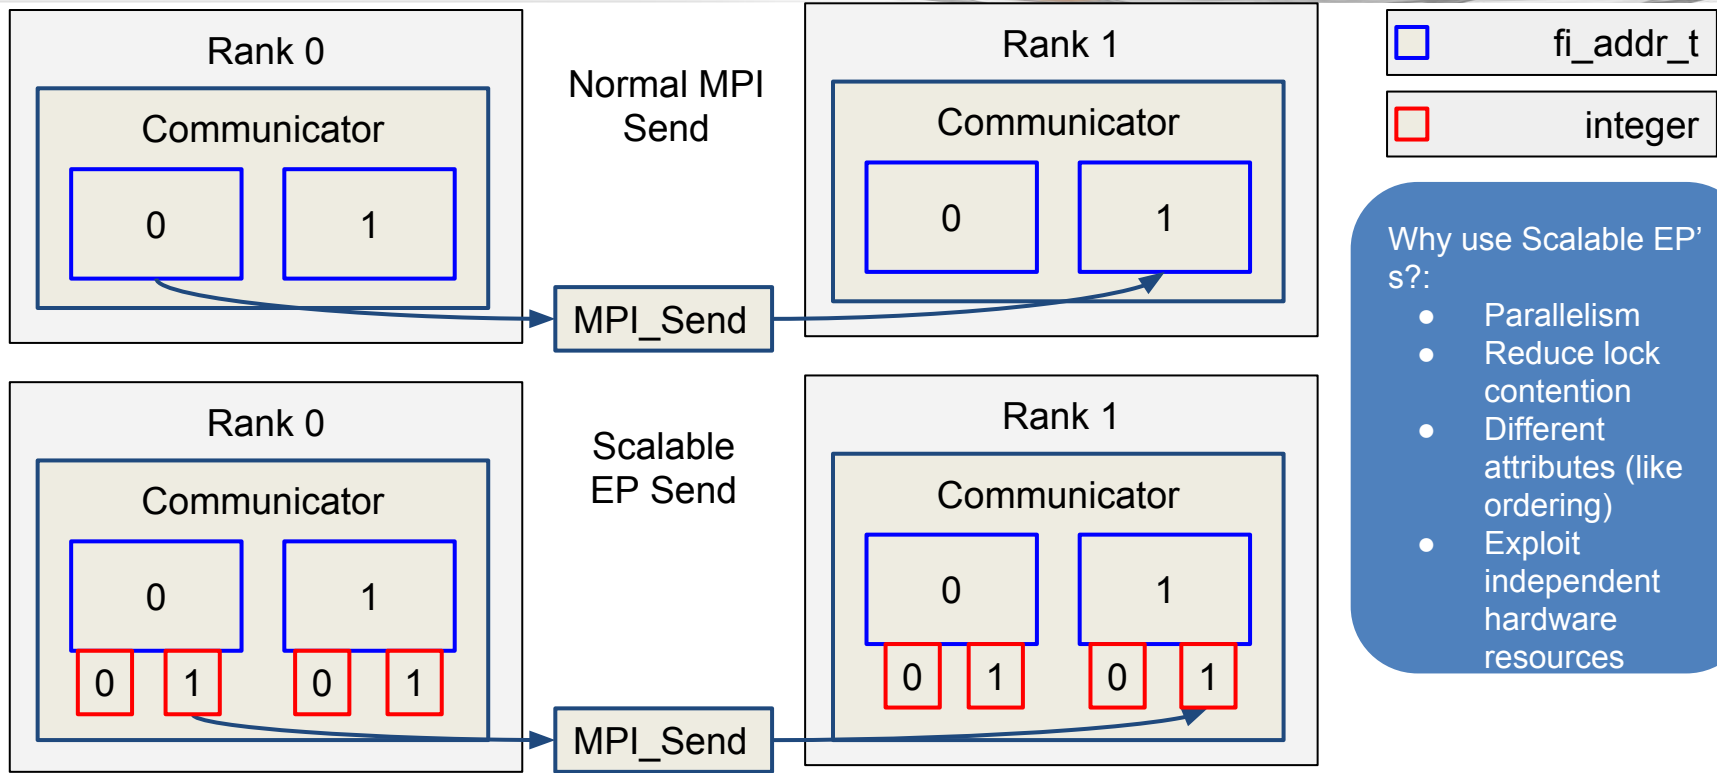 Rank 0
Communicator
0 1
Normal MPI
Send
MPI_Send
Rank 1
Communicator
0 1
fi_addr_t
integer
Rank 0
Communicator
0 1
0 1 0 1
Scalable
EP Send
MPI_Send
Rank 1
Communicator
0 1
0 1 0 1
Why use Scalable EP'
s?:
● Parallelism
● Reduce lock
contention
● Different
attributes (like
ordering)
● Exploit
independent
hardware
resources